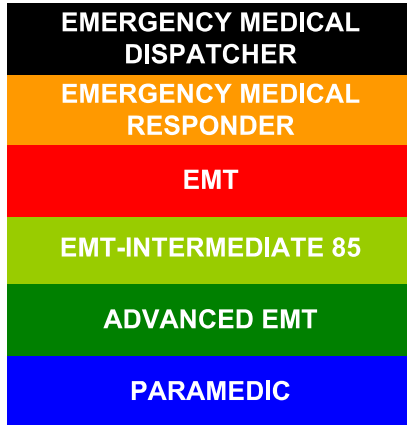 EMERGENCY MEDICAL
DISPATCHER
EMERGENCY MEDICAL
RESPONDER
EMT
EMT-INTERMEDIATE 85
ADVANCED EMT
PARAMEDIC